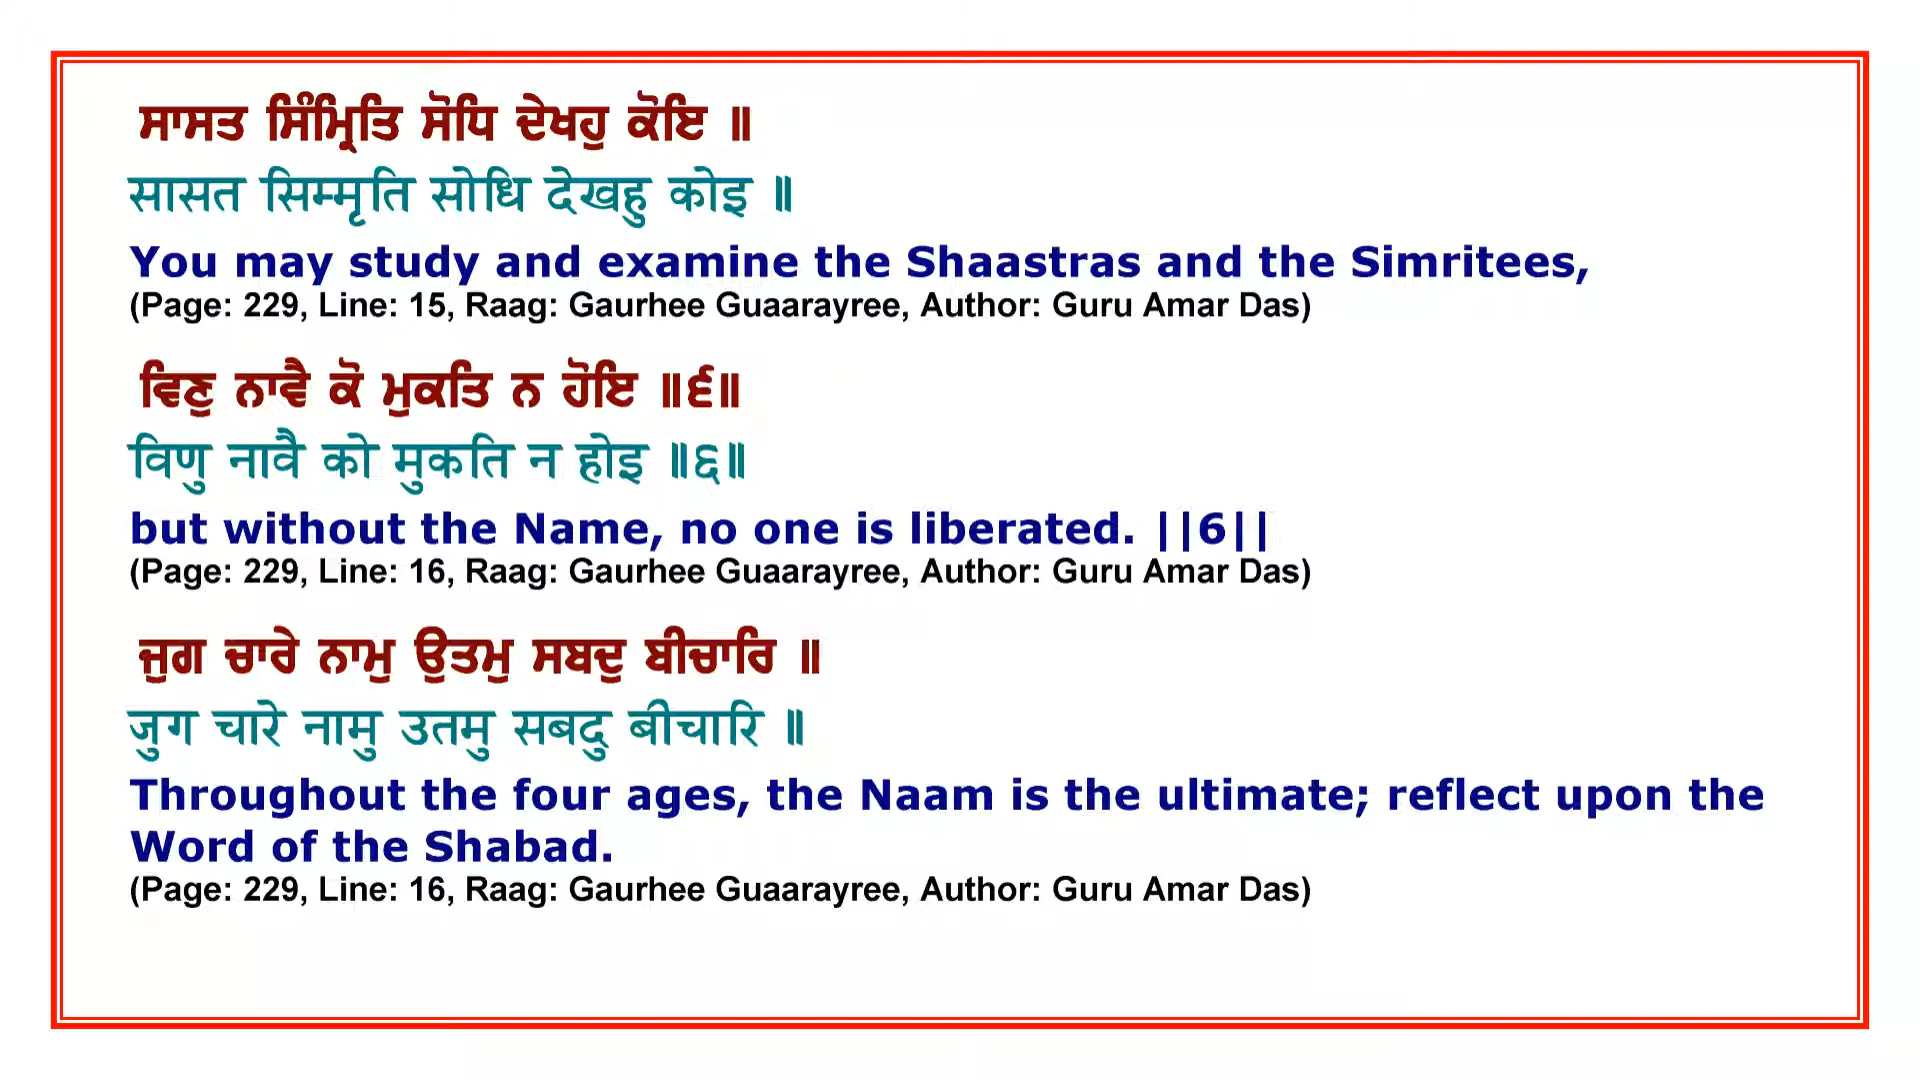 ਸਾਸਤ ਸਿੰਮ੍ਰਿਤਿ ਸੋਧਿ ਦੇਖਹੁ ਕੋਇ ॥
सासत सिम्मृति सोधि देखहु कोइ ॥
You may study and examine the Shaastras and the Simritees,
(Page: 229, Line: 15, Raag: Gaurhee Guaarayree, Author: Guru Amar Das)
ਵਿਣੁ ਨਾਵੈ ਕੋ ਮੁਕਤਿ ਨ ਹੋਇ ॥੬॥
विणु नावै को मुकति न होइ ॥६॥
but without the Name, no one is liberated. ||6||
(Page: 229, Line: 16, Raag: Gaurhee Guaarayree, Author: Guru Amar Das)
ਜੁਗ ਚਾਰੇ ਨਾਮੁ ਉਤਮੁ ਸਬਦੁ ਬੀਚਾਰਿ ॥
जुग चारे नामु उतमु सबदु बीचारि ॥
Throughout the four ages, the Naam is the ultimate; reflect upon the
Word of the Shabad.
(Page: 229, Line: 16, Raag: Gaurhee Guaarayree, Author: Guru Amar Das)